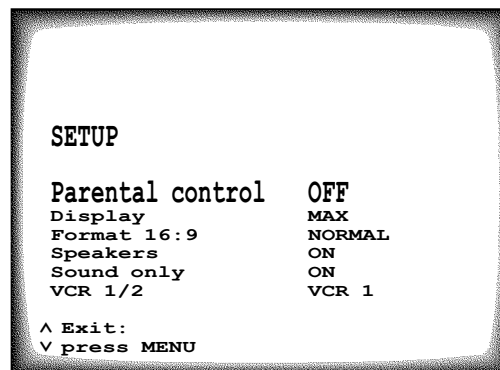 SETUP
Parental control OFF
Display MAX
Format 16:9 NORMAL
Speakers ON
Sound only ON
VCR 1/2 VCR 1
∧ Exit:
∨ press MENU